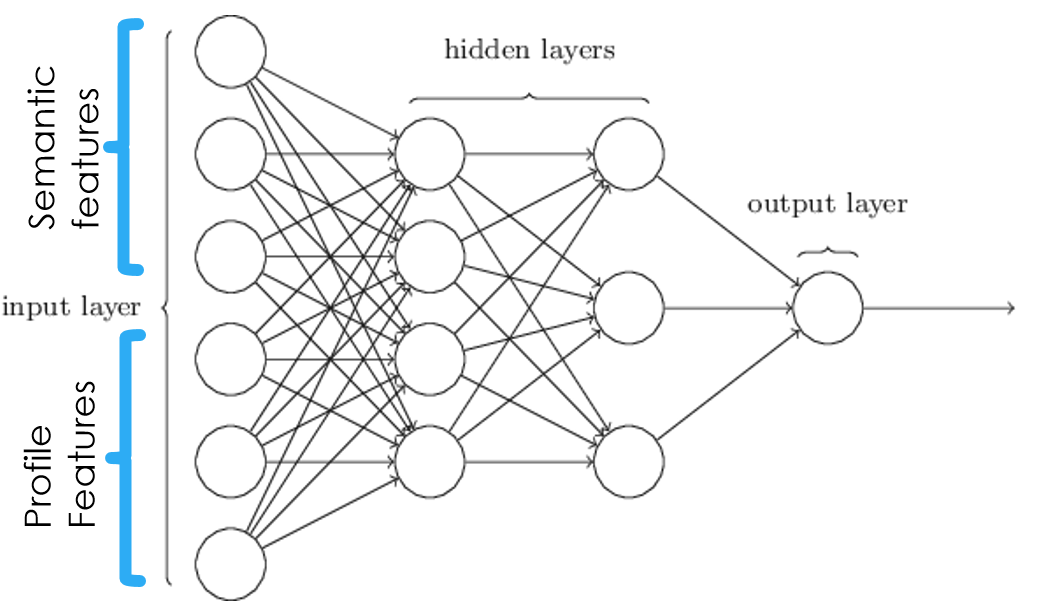 Semantic
features
hidden layers
output layer
input layer
Profile
Features